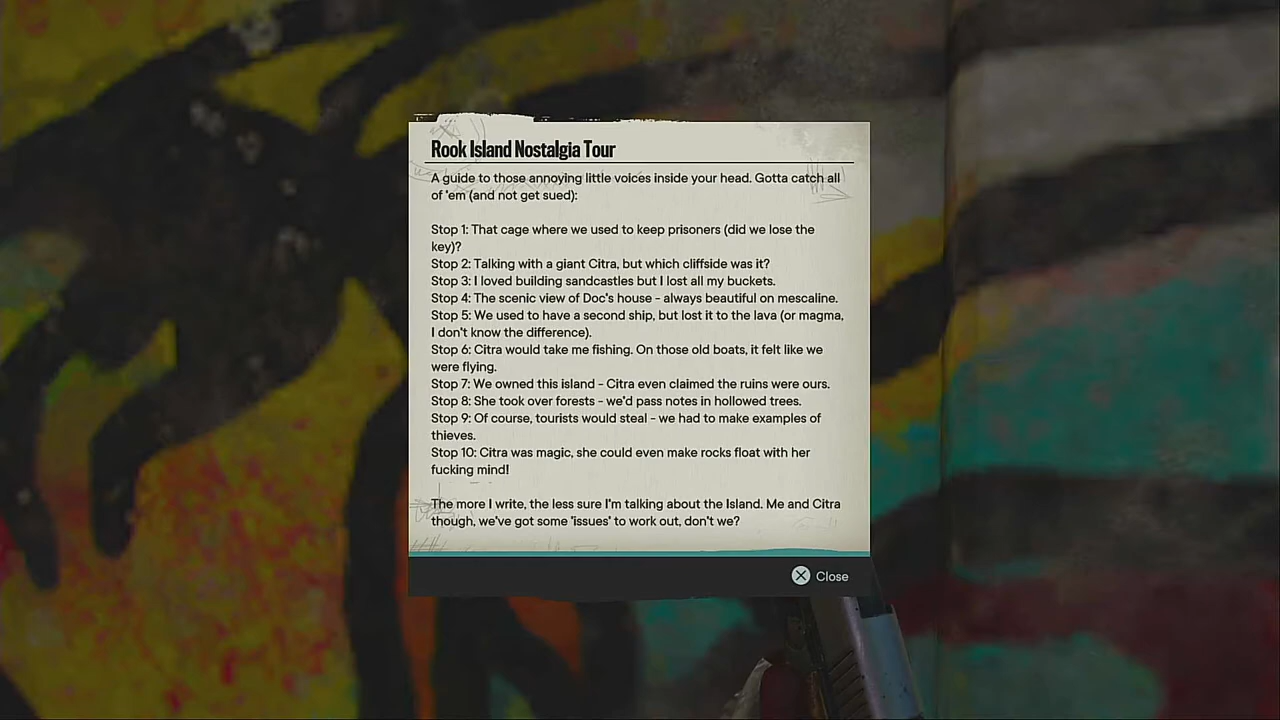 Rook Island Nostalgia Tour
A guide to those annoying little voices inside your head. Gotta catch all
of 'em (and not get sued):
Stop 1: That cage where we used to keep prisoners (did we lose the
key)?
Stop 2: Talking with a giant Citra, but which cliffside was it?
Stop 3: I loved building sandcastles but I lost all my buckets.
Stop 4: The scenic view of Doc's house - always beautiful on mescaline.
Stop 5: We used to have a second ship, but lost it to the lava (or magma,
I don't know the difference).
Stop 6: Citra would take me fishing. On those old boats, it felt like we
were flying.
Stop 7: We owned this island - Citra even claimed the ruins were ours.
Stop 8: She took over forests - we'd pass notes in hollowed trees.
Stop 9: Of course, tourists would steal - we had to make examples of
thieves.
Stop 10: Citra was magic, she could even make rocks float with her
fucking mind!
The more I write, the less sure I'm talking about the Island. Me and Citra
though, we've got some 'issues' to work out, don't we?
Close